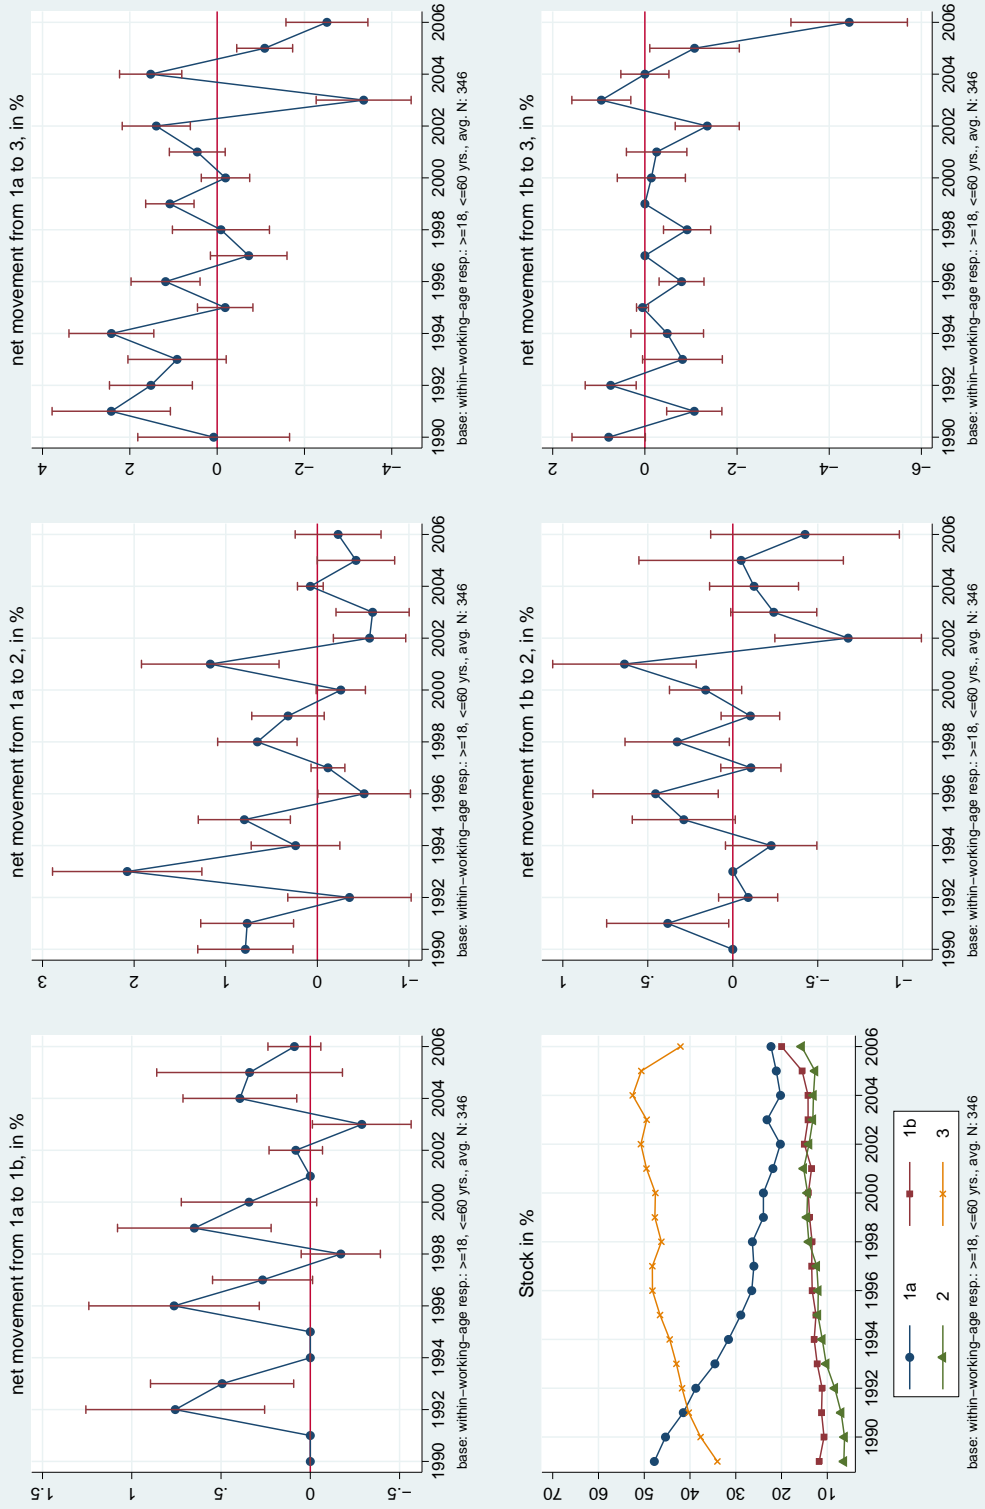 net movement from 1a to 1b, in %
1.5
1
.5
0
−.5
1990 1992 1994 1996 1998 2000 2002 2004 2006
base: within−working−age resp.: >=18, <=60 yrs., avg. N: 346
net movement from 1a to 2, in %
3
2
1
0
−1
1990 1992 1994 1996 1998 2000 2002 2004 2006
base: within−working−age resp.: >=18, <=60 yrs., avg. N: 346
net movement from 1a to 3, in %
4
2
0
−2
−4
1990 1992 1994 1996 1998 2000 2002 2004 2006
base: within−working−age resp.: >=18, <=60 yrs., avg. N: 346
Stock in %
70
60
50
40
30
20
10
1990 1992 1994 1996 1998 2000 2002 2004 2006
1a 1b
2 3
base: within−working−age resp.: >=18, <=60 yrs., avg. N: 346
net movement from 1b to 2, in %
1
.5
0
−.5
−1
1990 1992 1994 1996 1998 2000 2002 2004 2006
base: within−working−age resp.: >=18, <=60 yrs., avg. N: 346
net movement from 1b to 3, in %
2
0
−2
−4
−6
1990 1992 1994 1996 1998 2000 2002 2004 2006
base: within−working−age resp.: >=18, <=60 yrs., avg. N: 346